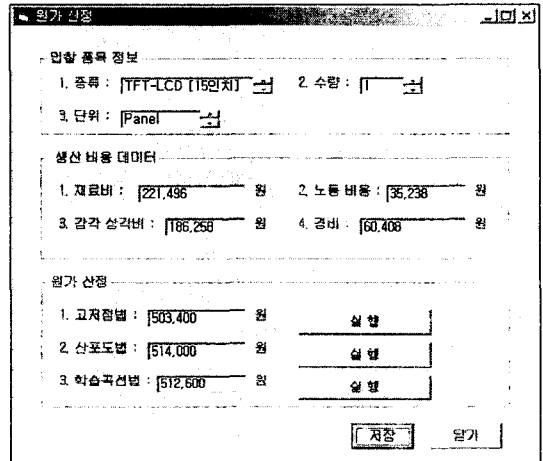 원가 산정
입찰 품목 정보
1. 종류 : TFT-LCD [15인치] 2. 수량 : 1
3. 단위 : Panel
생산 비용 데이터
1. 재료비 : 221,496 원 2. 노동 비용 : 35,238 원
3. 감각 상각비 : 186,258 원 4. 경비 : 60,408 원
원가 산정
1. 고저점법 : 503,400 원 실 행
2. 산포도법 : 514,000 원 실 행
3. 학습곡선법 : 512,600 원 실 행
저장 닫기